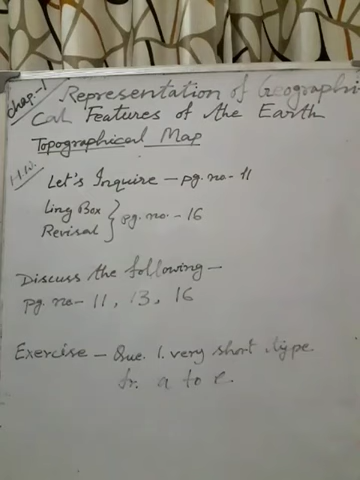 Chap-1 Representation of Geographi-
cal Features of the Earth
Topographical Map
H.W. Let's Inquire - pg. no - 11
Ling Box
Revisal } pg. no. - 16
Discuss the following -
pg. no - 11, 13, 16
Exercise - Que. 1. very short type
fr. a to e.